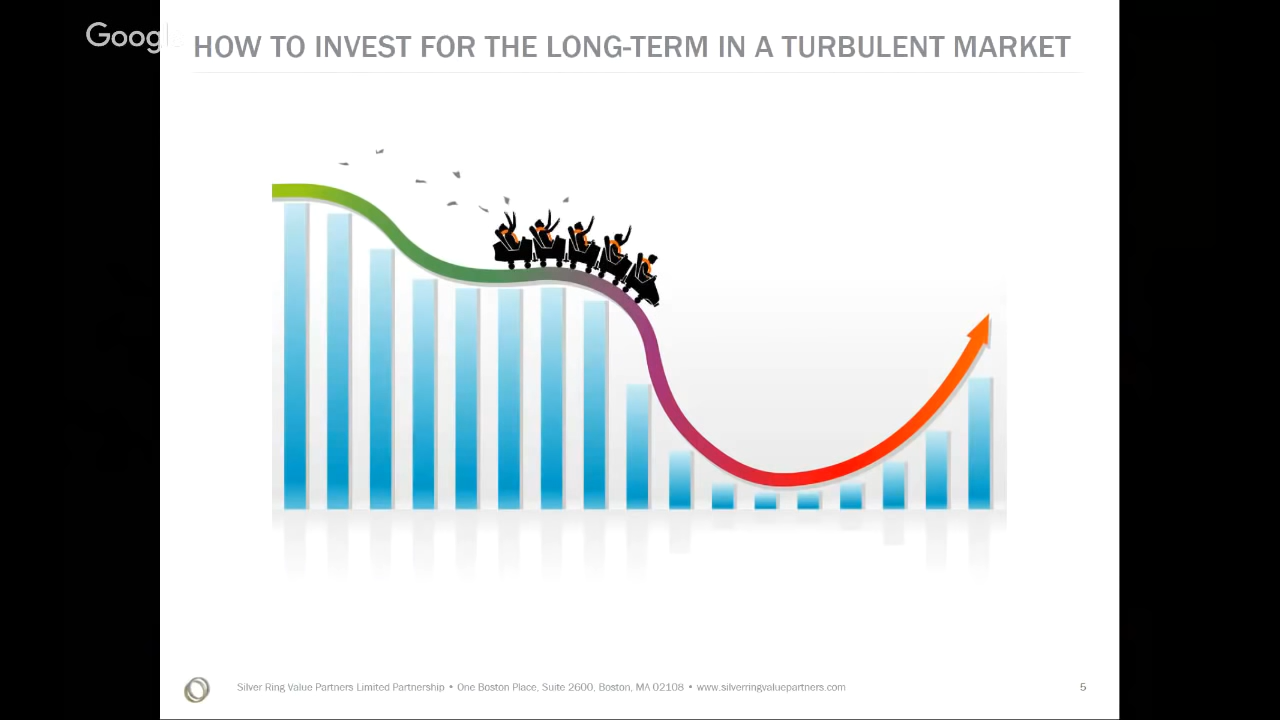 Google
HOW TO INVEST FOR THE LONG-TERM IN A TURBULENT MARKET
Silver Ring Value Partners Limited Partnership • One Boston Place, Suite 2600, Boston, MA 02108 • www.silverringvaluepartners.com
5